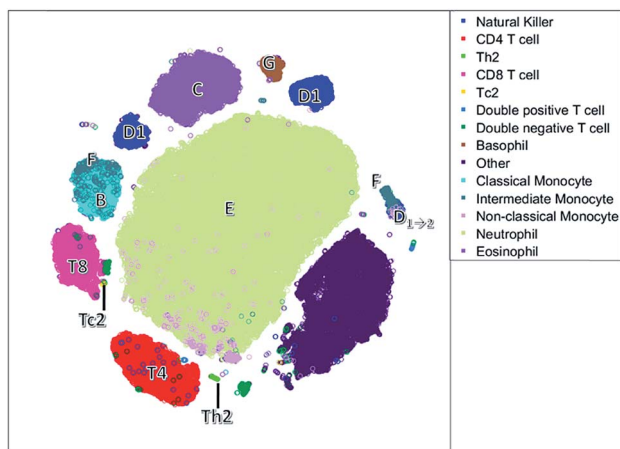 G
C
D1
D1
F
B
E
F
D1→2
T8
Tc2
T4
Th2
Natural Killer
CD4 T cell
Th2
CD8 T cell
Tc2
Double positive T cell
Double negative T cell
Basophil
Other
Classical Monocyte
Intermediate Monocyte
Non-classical Monocyte
Neutrophil
Eosinophil